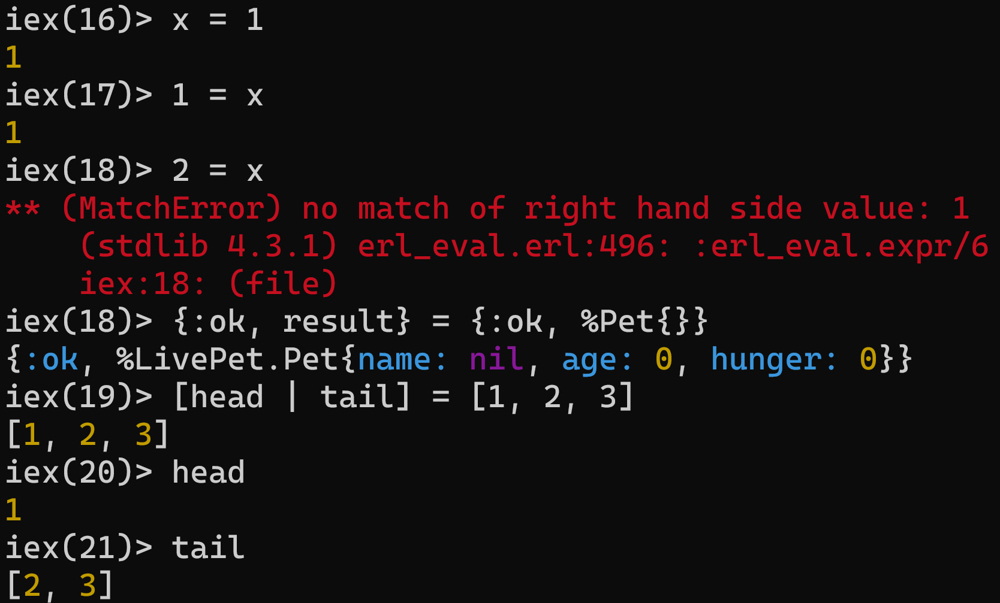 iex(16)> x = 1
1
iex(17)> 1 = x
1
iex(18)> 2 = x
** (MatchError) no match of right hand side value: 1
    (stdlib 4.3.1) erl_eval.erl:496: :erl_eval.expr/6
    iex:18: (file)
iex(18)> {:ok, result} = {:ok, %Pet{}}
{:ok, %LivePet.Pet{name: nil, age: 0, hunger: 0}}
iex(19)> [head | tail] = [1, 2, 3]
[1, 2, 3]
iex(20)> head
1
iex(21)> tail
[2, 3]